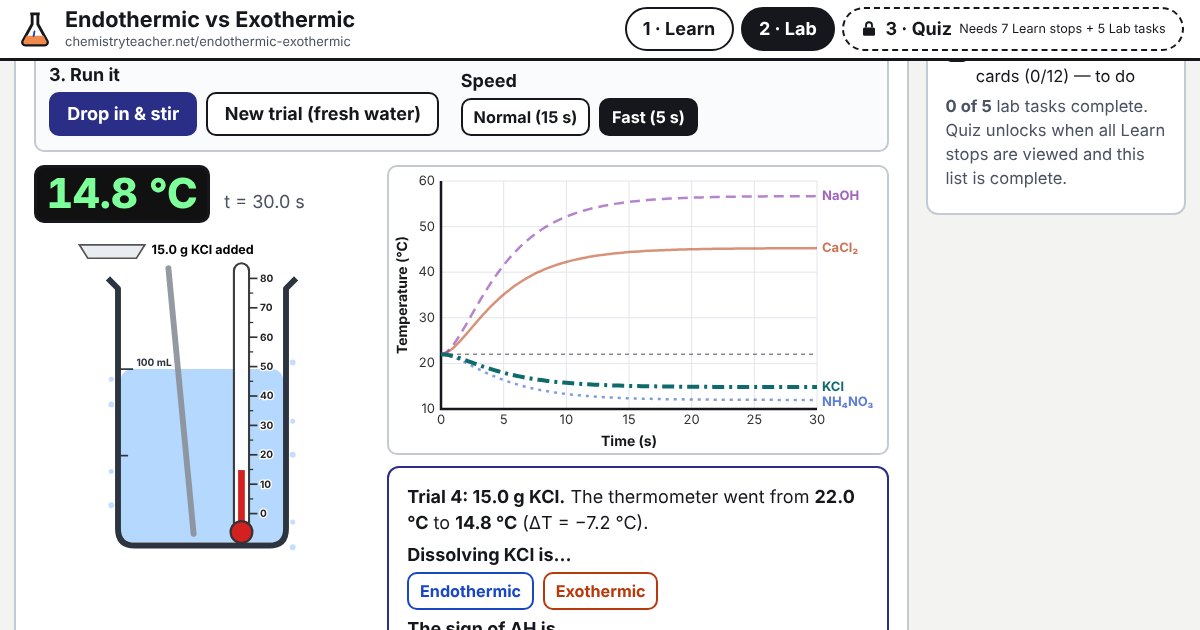 Endothermic vs Exothermic
chemistryteacher.net/endothermic-exothermic
1 · Learn
2 · Lab
3 · Quiz Needs 7 Learn stops + 5 Lab tasks
3. Run it
Drop in & stir
New trial (fresh water)
Speed
Normal (15 s)
Fast (5 s)
cards (0/12) — to do
0 of 5 lab tasks complete.
Quiz unlocks when all Learn
stops are viewed and this
list is complete.
14.8 °C
t = 30.0 s
15.0 g KCl added
100 mL
80
70
60
50
40
30
20
10
0
Temperature (°C)
60
50
40
30
20
10
0
5
10
15
20
25
30
Time (s)
NaOH
CaCl₂
KCl
NH₄NO₃
Trial 4: 15.0 g KCl. The thermometer went from 22.0
°C to 14.8 °C (ΔT = −7.2 °C).
Dissolving KCl is...
Endothermic
Exothermic
The sign of ΔH is